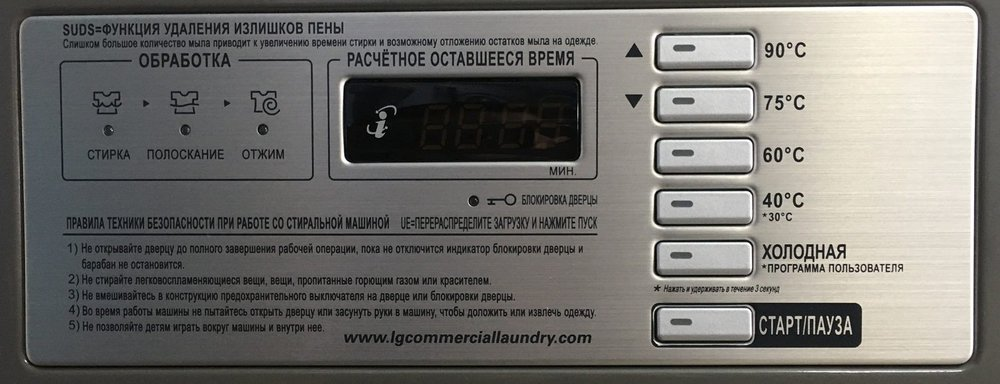 SUDS=ФУНКЦИЯ УДАЛЕНИЯ ИЗЛИШКОВ ПЕНЫ
Слишком большое количество мыла приводит к увеличению времени стирки и возможному отложению остатков мыла на одежде.
ОБРАБОТКА
СТИРКА
ПОЛОСКАНИЕ
ОТЖИМ
РАСЧЁТНОЕ ОСТАВШЕЕСЯ ВРЕМЯ
МИН.
БЛОКИРОВКА ДВЕРЦЫ
ПРАВИЛА ТЕХНИКИ БЕЗОПАСНОСТИ ПРИ РАБОТЕ СО СТИРАЛЬНОЙ МАШИНОЙ
UE=ПЕРЕРАСПРЕДЕЛИТЕ ЗАГРУЗКУ И НАЖМИТЕ ПУСК
1) Не открывайте дверцу до полного завершения рабочей операции, пока не отключится индикатор блокировки дверцы и
барабан не остановится.
2) Не стирайте легковоспламеняющиеся вещи, вещи, пропитанные горющим газом или красителем.
3) Не вмешивайтесь в конструкцию предохранительного выключателя на дверце или блокировки дверцы.
4) Во время работы машины не пытайтесь открыть дверцу или засунуть руки в машину, чтобы доложить или извлечь одежду.
5) Не позволяйте детям играть вокруг машины и внутри нее.
www.lgcommerciallaundry.com
90°C
75°C
60°C
40°C
*30°C
ХОЛОДНАЯ
*ПРОГРАММА ПОЛЬЗОВАТЕЛЯ
* Нажать и удерживать в течение 3 секунд
СТАРТ/ПАУЗА